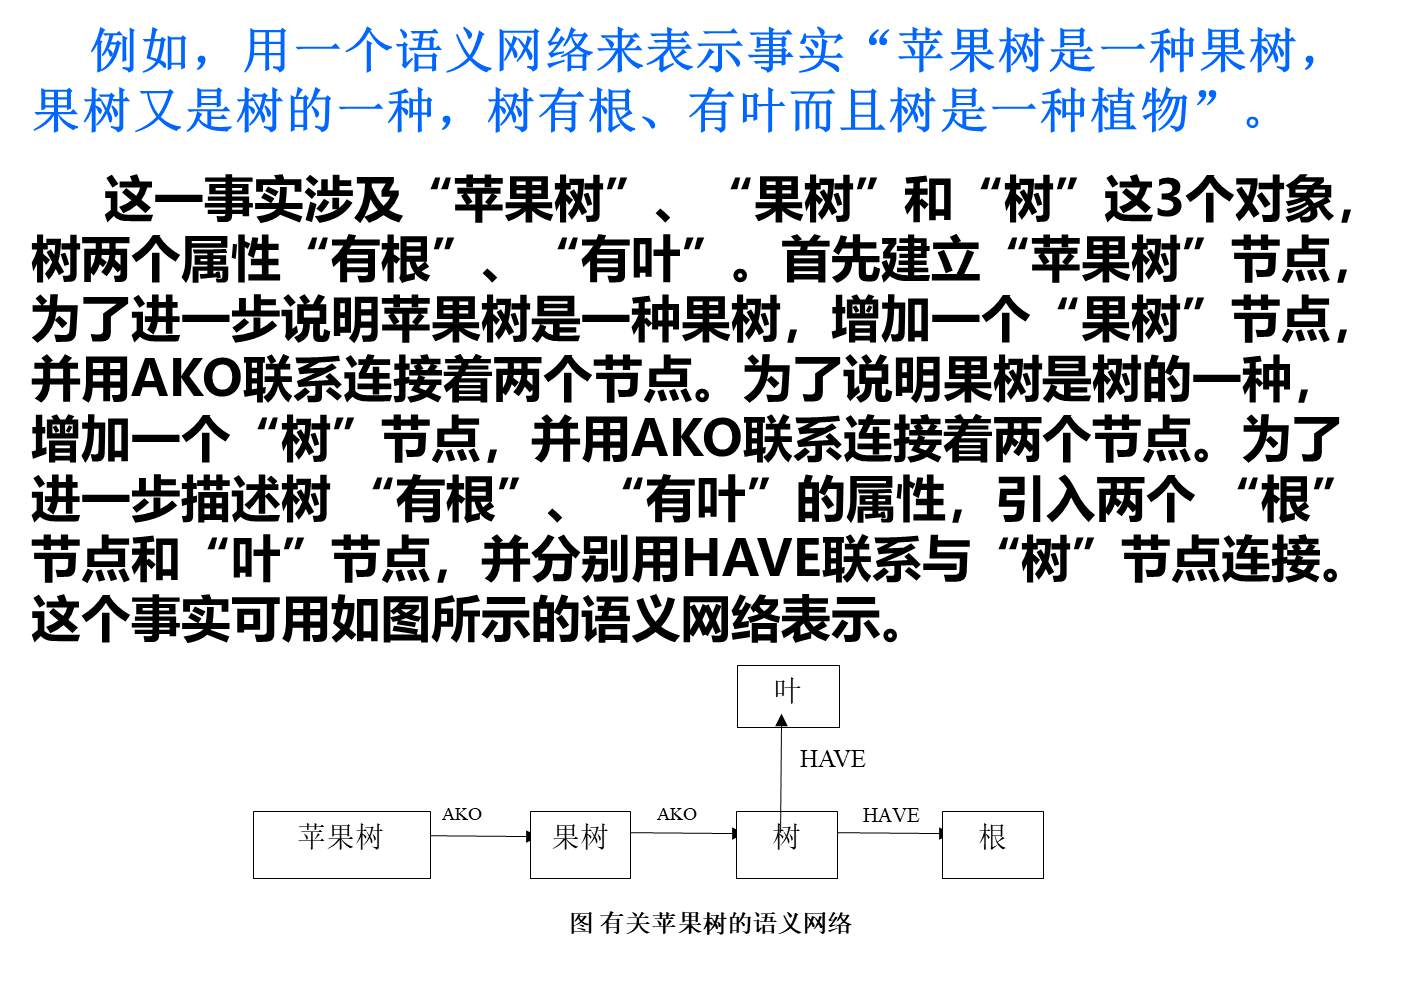 例如，用一个语义网络来表示事实“苹果树是一种果树，
果树又是树的一种，树有根、有叶而且树是一种植物”。
这一事实涉及“苹果树”、“果树”和“树”这3个对象，
树两个属性“有根”、“有叶”。首先建立“苹果树”节点，
为了进一步说明苹果树是一种果树，增加一个“果树”节点，
并用AKO联系连接着两个节点。为了说明果树是树的一种，
增加一个“树”节点，并用AKO联系连接着两个节点。为了
进一步描述树“有根”、“有叶”的属性，引入两个“根”
节点和“叶”节点，并分别用HAVE联系与“树”节点连接。
这个事实可用如图所示的语义网络表示。
叶
HAVE
AKO
AKO
HAVE
苹果树
果树
树
根
图 有关苹果树的语义网络